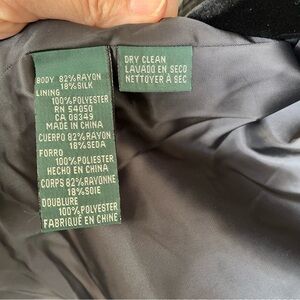 BODY 82%RAYON
18%SILK
LINING
100%POLYESTER
RN 54050
CA 08349
MADE IN CHINA
CUERPO 82%RAYON
18%SEDA
FORRO
100%POLIESTER
HECHO EN CHINA
CORPS 82%RAYONNE
18%SOIE
DOUBLURE
100%POLYESTER
FABRIQUÉ EN CHINE
DRY CLEAN
LAVADO EN SECO
NETTOYER À SEC